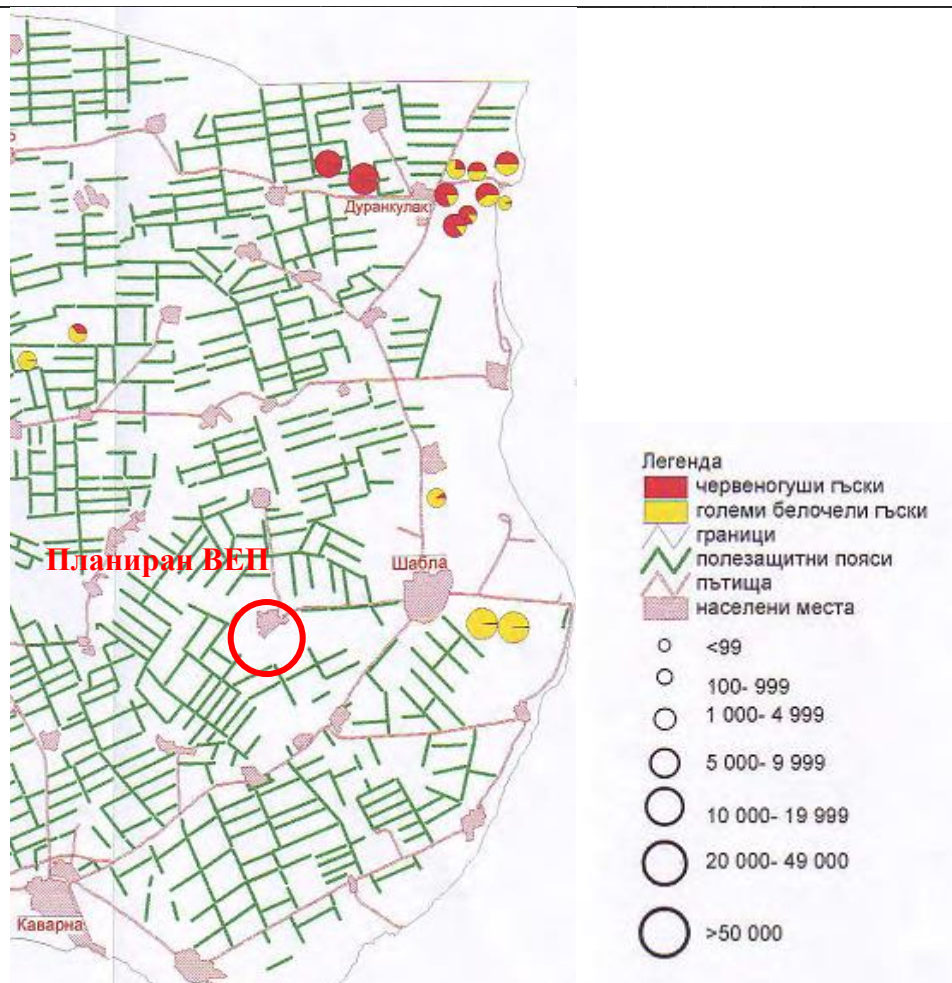 Дуранкулак
Планиран ВЕП
Шабла
Каварна
Легенда
червеногуши гъски
големи белочели гъски
граници
полезащитни пояси
пътища
населени места
<99
100- 999
1 000- 4 999
5 000- 9 999
10 000- 19 999
20 000- 49 000
>50 000